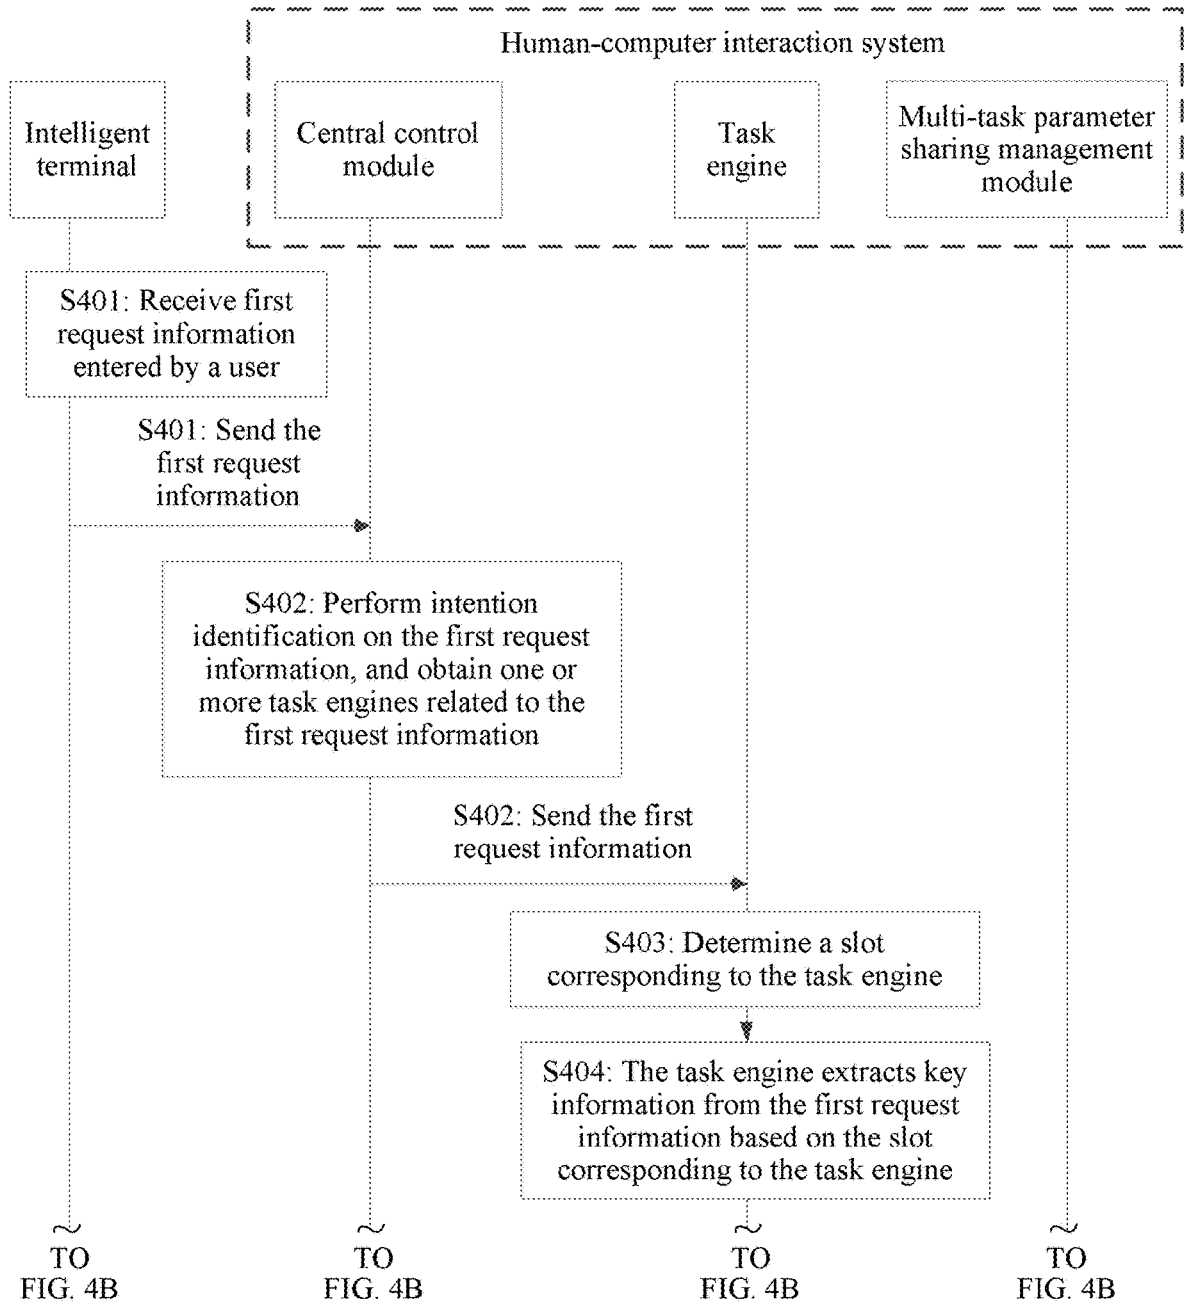 Human-computer interaction system
Intelligent
terminal
Central control
module
Task
engine
Multi-task parameter
sharing management
module
S401: Receive first
request information
entered by a user
S401: Send the
first request
information
S402: Perform intention
identification on the first request
information, and obtain one or
more task engines related to the
first request information
S402: Send the first
request information
S403: Determine a slot
corresponding to the task engine
S404: The task engine extracts key
information from the first request
information based on the slot
corresponding to the task engine
TO
FIG. 4B
TO
FIG. 4B
TO
FIG. 4B
TO
FIG. 4B